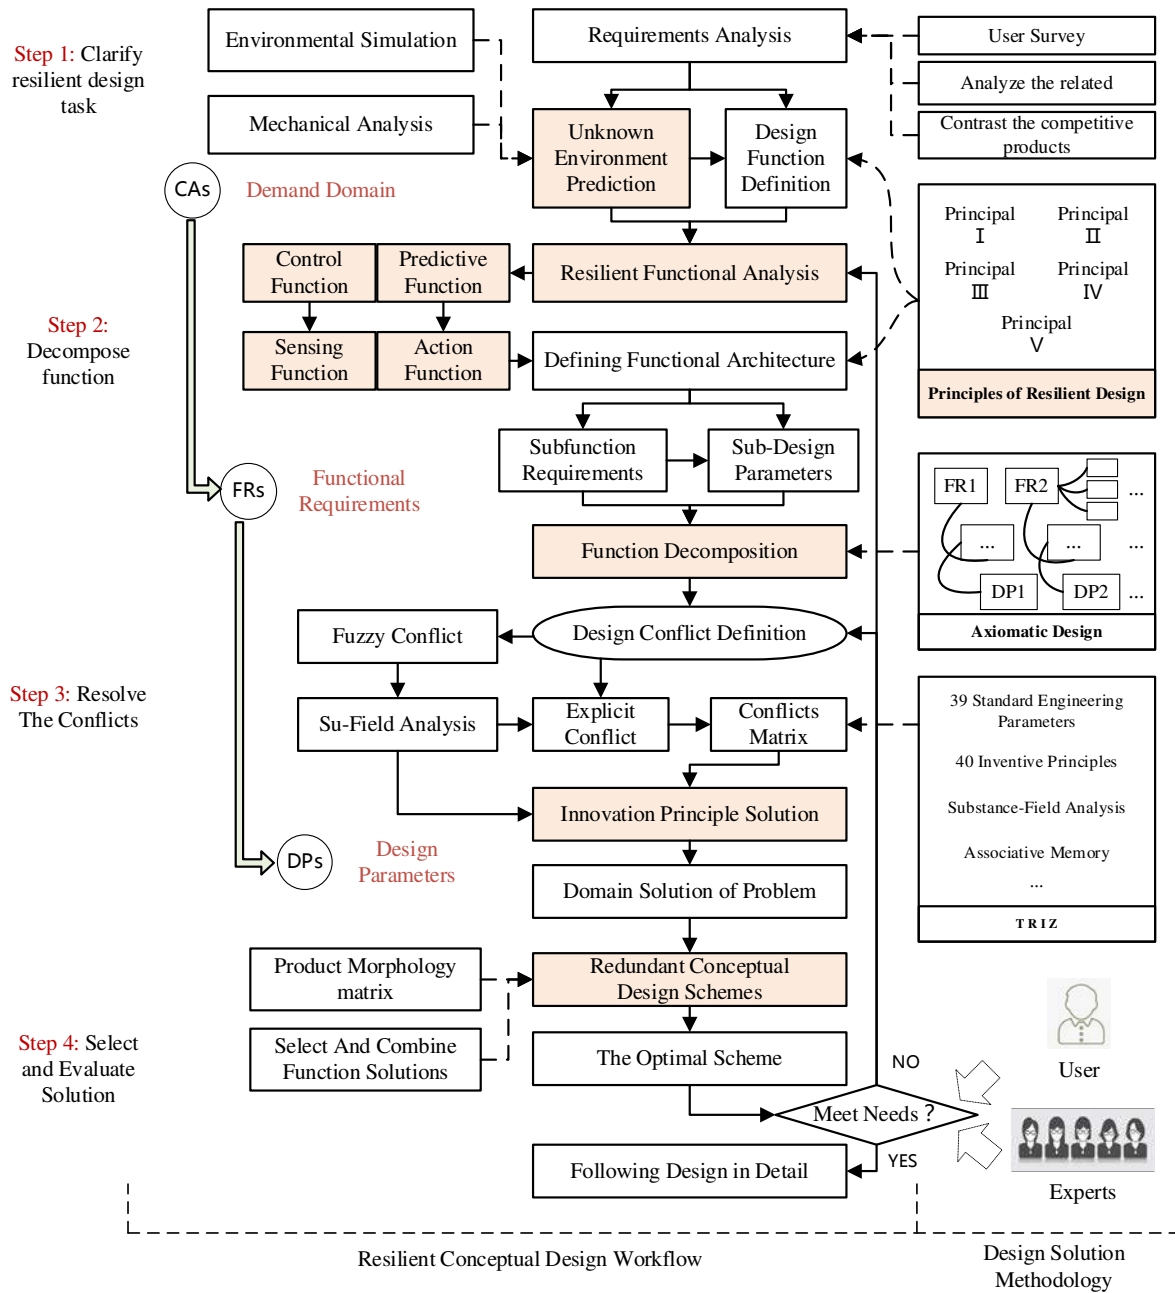 Step 1: Clarify
resilient design
task
Environmental Simulation
Mechanical Analysis
Requirements Analysis
Unknown
Environment
Prediction
Design
Function
Definition
User Survey
Analyze the related
Contrast the competitive
products
CAs
Demand Domain
Principal
I
Principal
II
Principal
III
Principal
IV
Principal
V
Principles of Resilient Design
Control
Function
Predictive
Function
Resilient Functional Analysis
Step 2:
Decompose
function
Sensing
Function
Action
Function
Defining Functional Architecture
Subfunction
Requirements
Sub-Design
Parameters
FRs
Functional
Requirements
Function Decomposition
FR1
FR2
...
...
...
...
DP1
DP2
...
Axiomatic Design
Fuzzy Conflict
Design Conflict Definition
Step 3: Resolve
The Conflicts
Su-Field Analysis
Explicit
Conflict
Conflicts
Matrix
39 Standard Engineering
Parameters
40 Inventive Principles
Substance-Field Analysis
Associative Memory
...
TRIZ
Innovation Principle Solution
DPs
Design
Parameters
Domain Solution of Problem
Product Morphology
matrix
Redundant Conceptual
Design Schemes
Step 4: Select
and Evaluate
Solution
Select And Combine
Function Solutions
The Optimal Scheme
NO
User
Meet Needs ?
YES
Following Design in Detail
Experts
Resilient Conceptual Design Workflow
Design Solution
Methodology